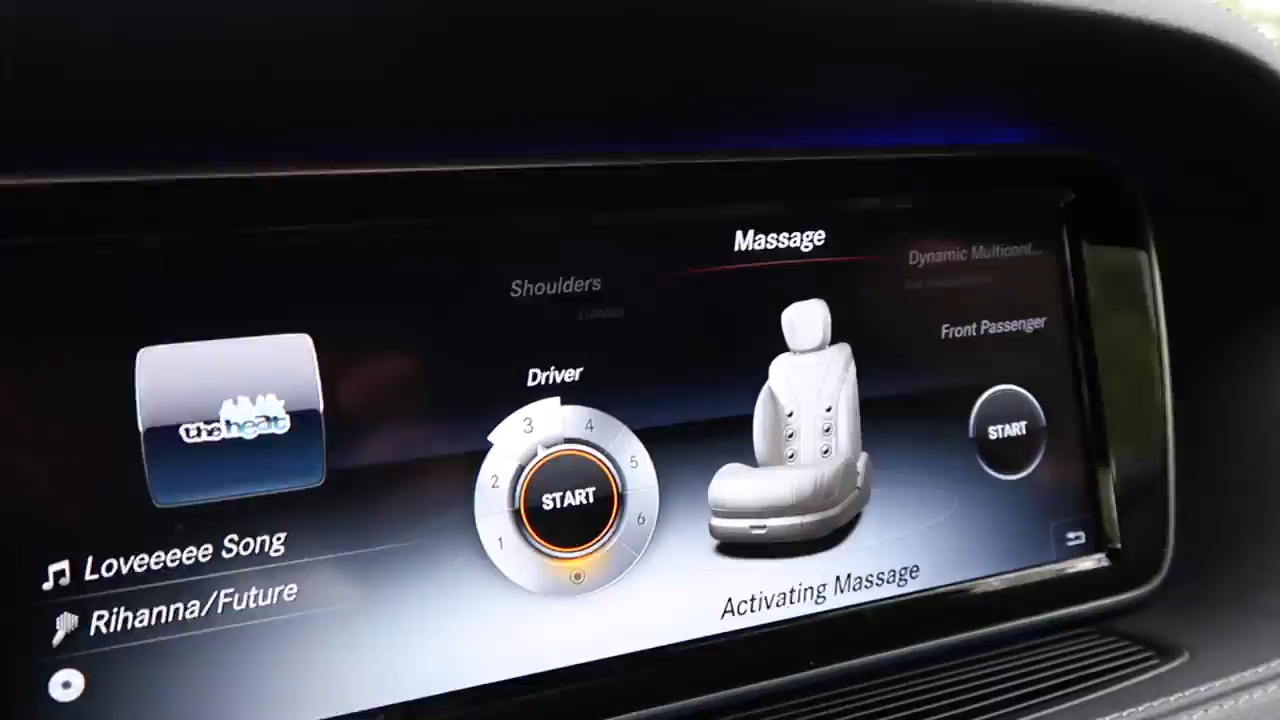 Massage
Shoulders
Dynamic Multicont...
Front Passenger
Driver
the heat
3
4
2
5
START
START
1
6
Loveeeee Song
Activating Massage
Rihanna/Future